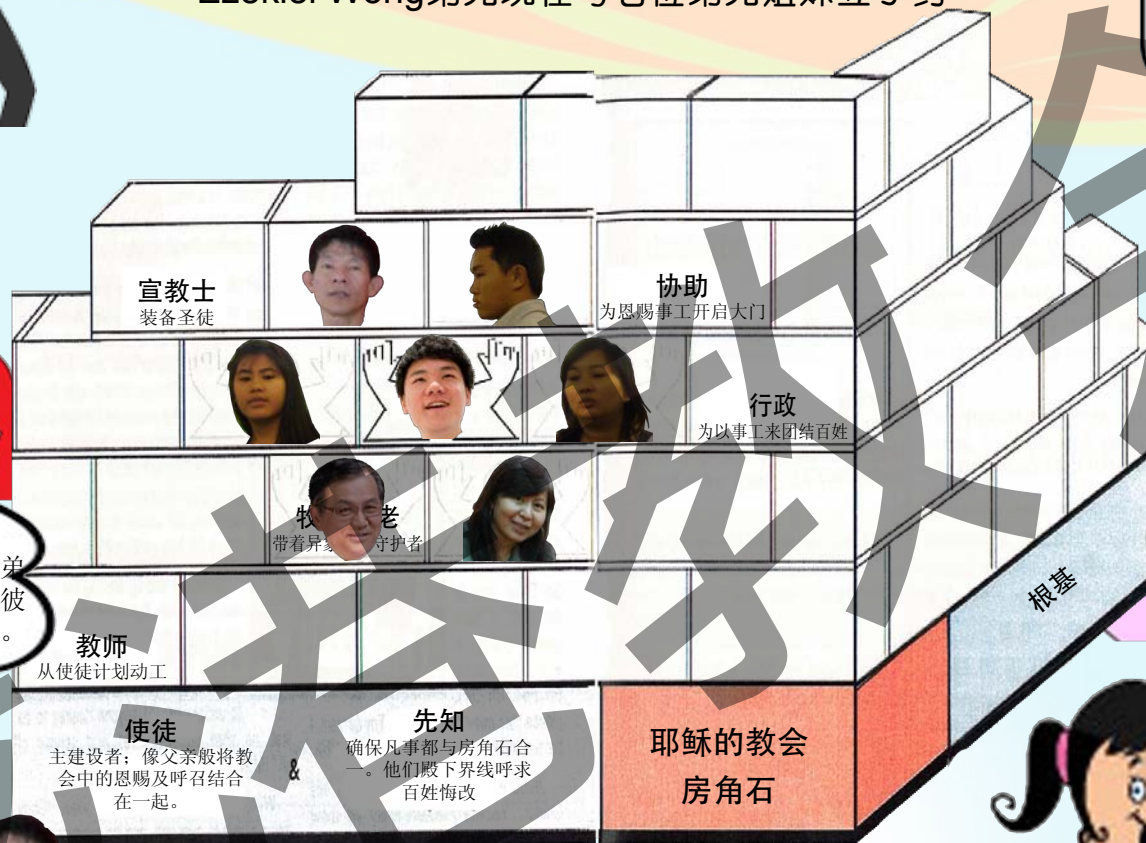 宣教士
装备圣徒
协助
为恩赐事工开启大门
行政
为以事工来团结百姓
牧 老
带着异 守护者
弟
彼
。
教师
从使徒计划动工
根基
使徒
主建设者；像父亲般将教
会中的恩赐及呼召结合
在一起。
&
先知
确保凡事都与房角石合
一。他们殿下界线呼求
百姓悔改
耶稣的教会
房角石
港教会